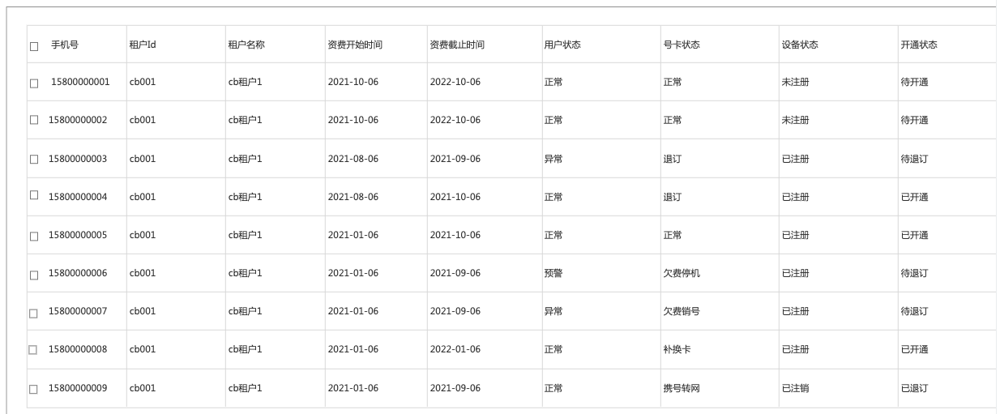 手机号 租户Id 租户名称 资费开始时间 资费截止时间 用户状态 号卡状态 设备状态 开通状态
15800000001 cb001 cb租户1 2021-10-06 2022-10-06 正常 正常 未注册 待开通
15800000002 cb001 cb租户1 2021-10-06 2022-10-06 正常 正常 未注册 待开通
15800000003 cb001 cb租户1 2021-08-06 2021-09-06 异常 退订 已注册 待退订
15800000004 cb001 cb租户1 2021-08-06 2021-10-06 正常 退订 已注册 已开通
15800000005 cb001 cb租户1 2021-01-06 2021-10-06 正常 正常 已注册 已开通
15800000006 cb001 cb租户1 2021-01-06 2021-09-06 预警 欠费停机 已注册 待退订
15800000007 cb001 cb租户1 2021-01-06 2021-09-06 异常 欠费销号 已注册 待退订
15800000008 cb001 cb租户1 2021-01-06 2022-01-06 正常 补换卡 已注册 已开通
15800000009 cb001 cb租户1 2021-01-06 2021-09-06 正常 携号转网 已注销 已退订